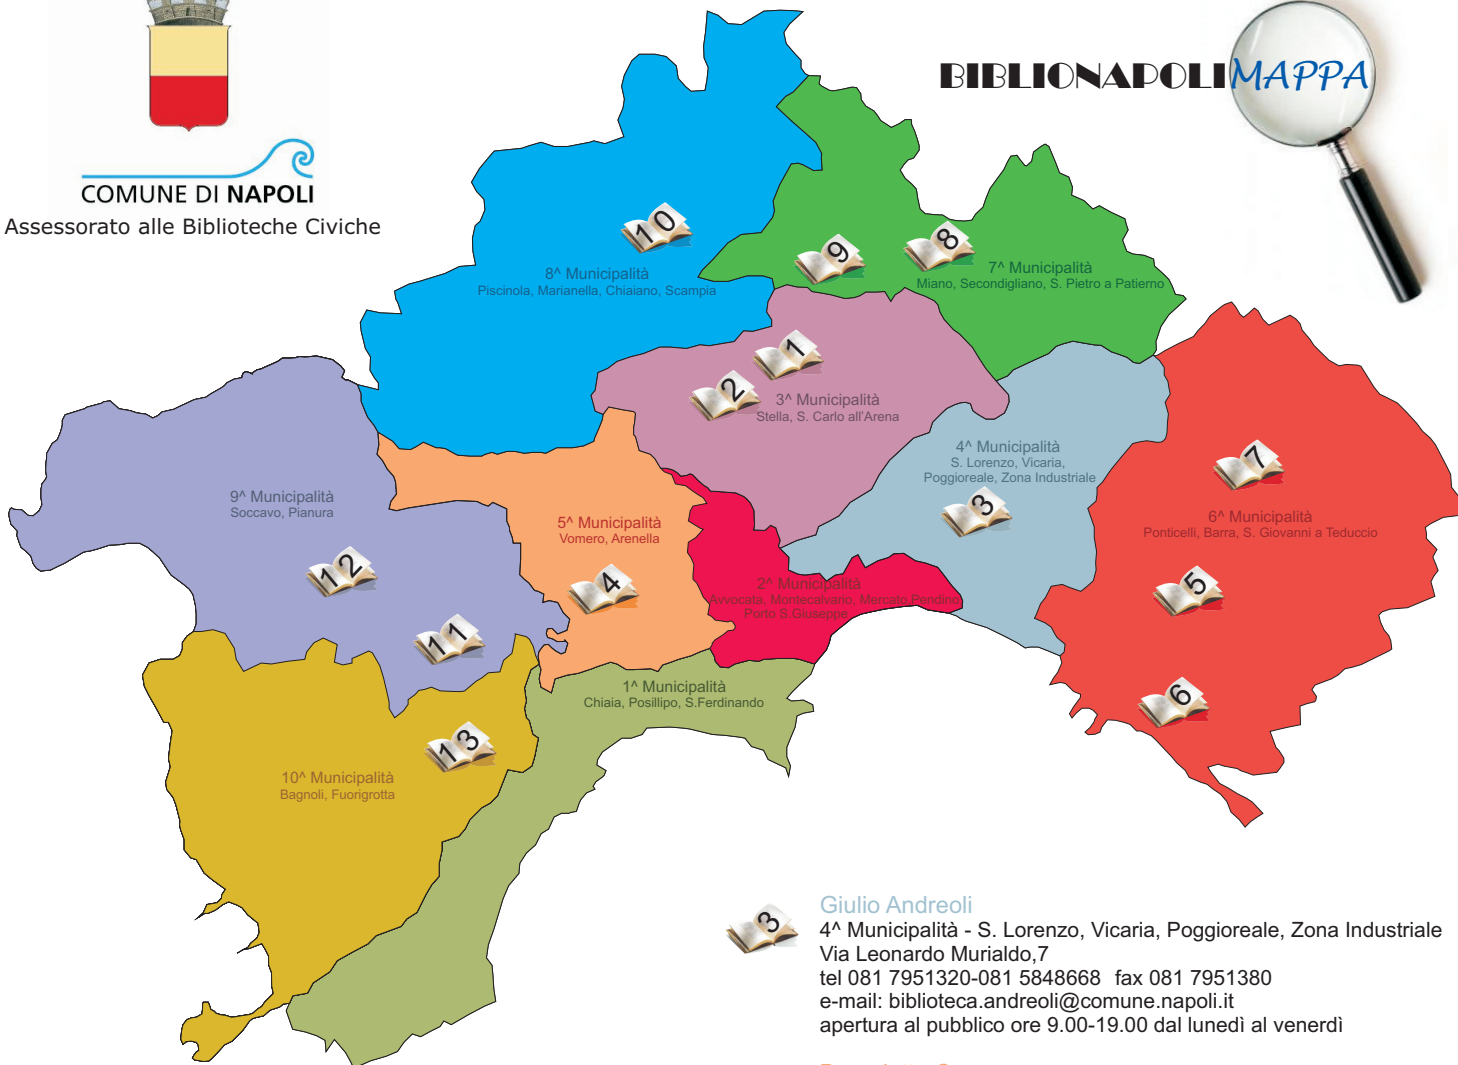 BIBLIONAPOLI MAPPA
COMUNE DI NAPOLI
Assessorato alle Biblioteche Civiche
10
8^ Municipalità
Piscinola, Marianella, Chiaiano, Scampia
9
8
7^ Municipalità
Miano, Secondigliano, S. Pietro a Patierno
1
2
3^ Municipalità
Stella, S. Carlo all'Arena
4^ Municipalità
S. Lorenzo, Vicaria,
Poggioreale, Zona Industriale
3
7
6^ Municipalità
Ponticelli, Barra, S. Giovanni a Teduccio
5
6
9^ Municipalità
Soccavo, Pianura
12
11
5^ Municipalità
Vomero, Arenella
4
2^ Municipalità
Avvocata, Montecalvario, Mercato Pendino
Porto S.Giuseppe
1^ Municipalità
Chiaia, Posillipo, S.Ferdinando
13
10^ Municipalità
Bagnoli, Fuorigrotta
3
Giulio Andreoli
4^ Municipalità - S. Lorenzo, Vicaria, Poggioreale, Zona Industriale
Via Leonardo Murialdo,7
tel 081 7951320-081 5848668 fax 081 7951380
e-mail: biblioteca.andreoli@comune.napoli.it
apertura al pubblico ore 9.00-19.00 dal lunedì al venerdì